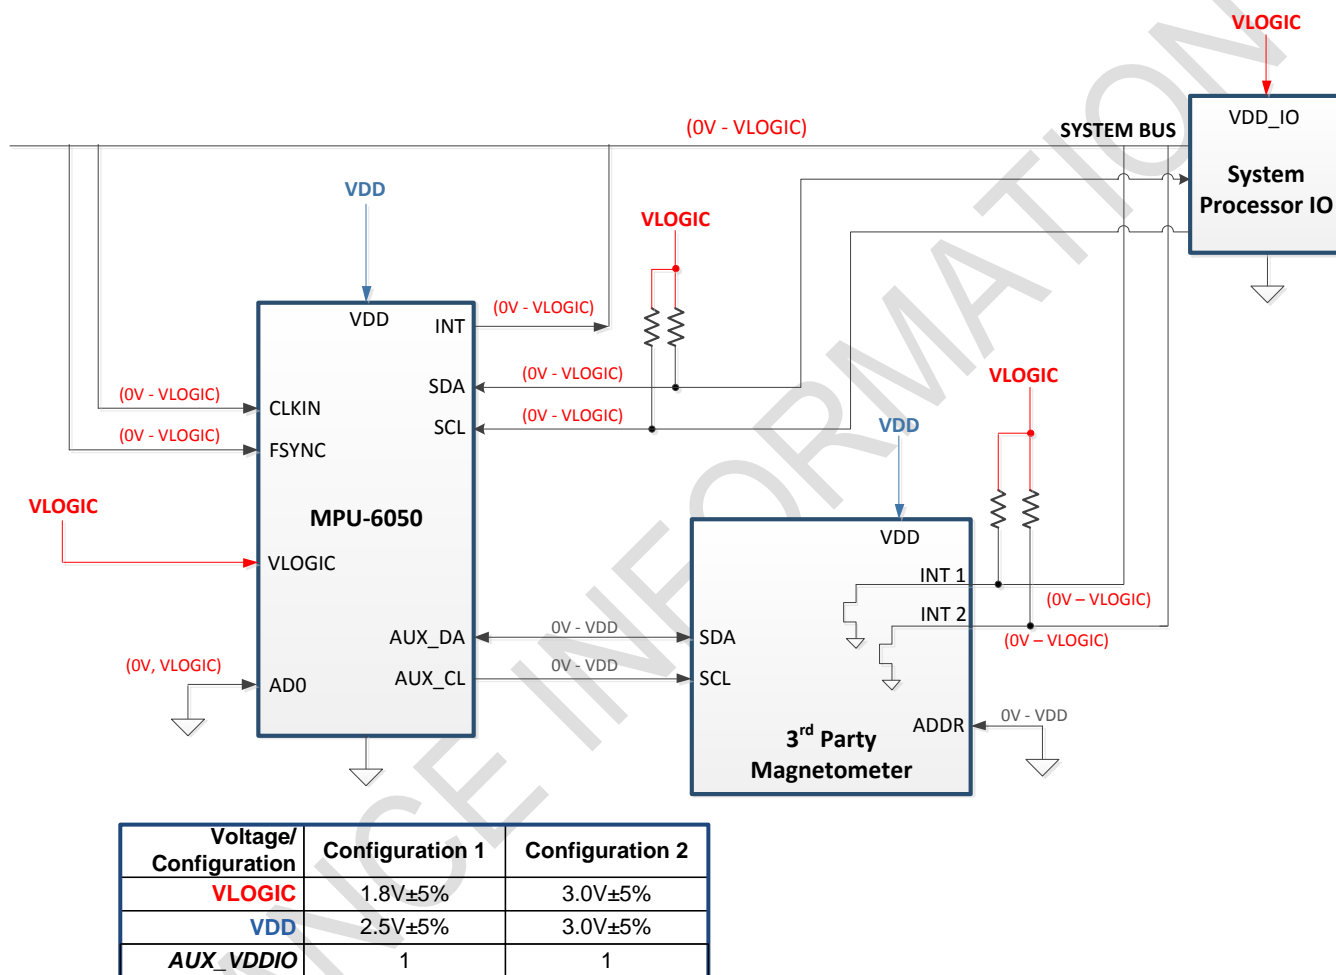 VLOGIC
(0V - VLOGIC)
SYSTEM BUS
VDD_IO
System
Processor IO
VDD
VLOGIC
VDD
INT
(0V - VLOGIC)
SDA
(0V - VLOGIC)
SCL
(0V - VLOGIC)
(0V - VLOGIC)
CLKIN
(0V - VLOGIC)
FSYNC
VLOGIC
MPU-6050
VLOGIC
AUX_DA
AUX_CL
(0V, VLOGIC)
AD0
0V - VDD
0V - VDD
VLOGIC
VDD
VDD
INT 1
(0V – VLOGIC)
INT 2
(0V – VLOGIC)
SDA
SCL
ADDR
0V - VDD
3rd Party
Magnetometer
Voltage/
Configuration
Configuration 1
Configuration 2
VLOGIC
1.8V±5%
3.0V±5%
VDD
2.5V±5%
3.0V±5%
AUX_VDDIO
1
1
NCE INFORMATION